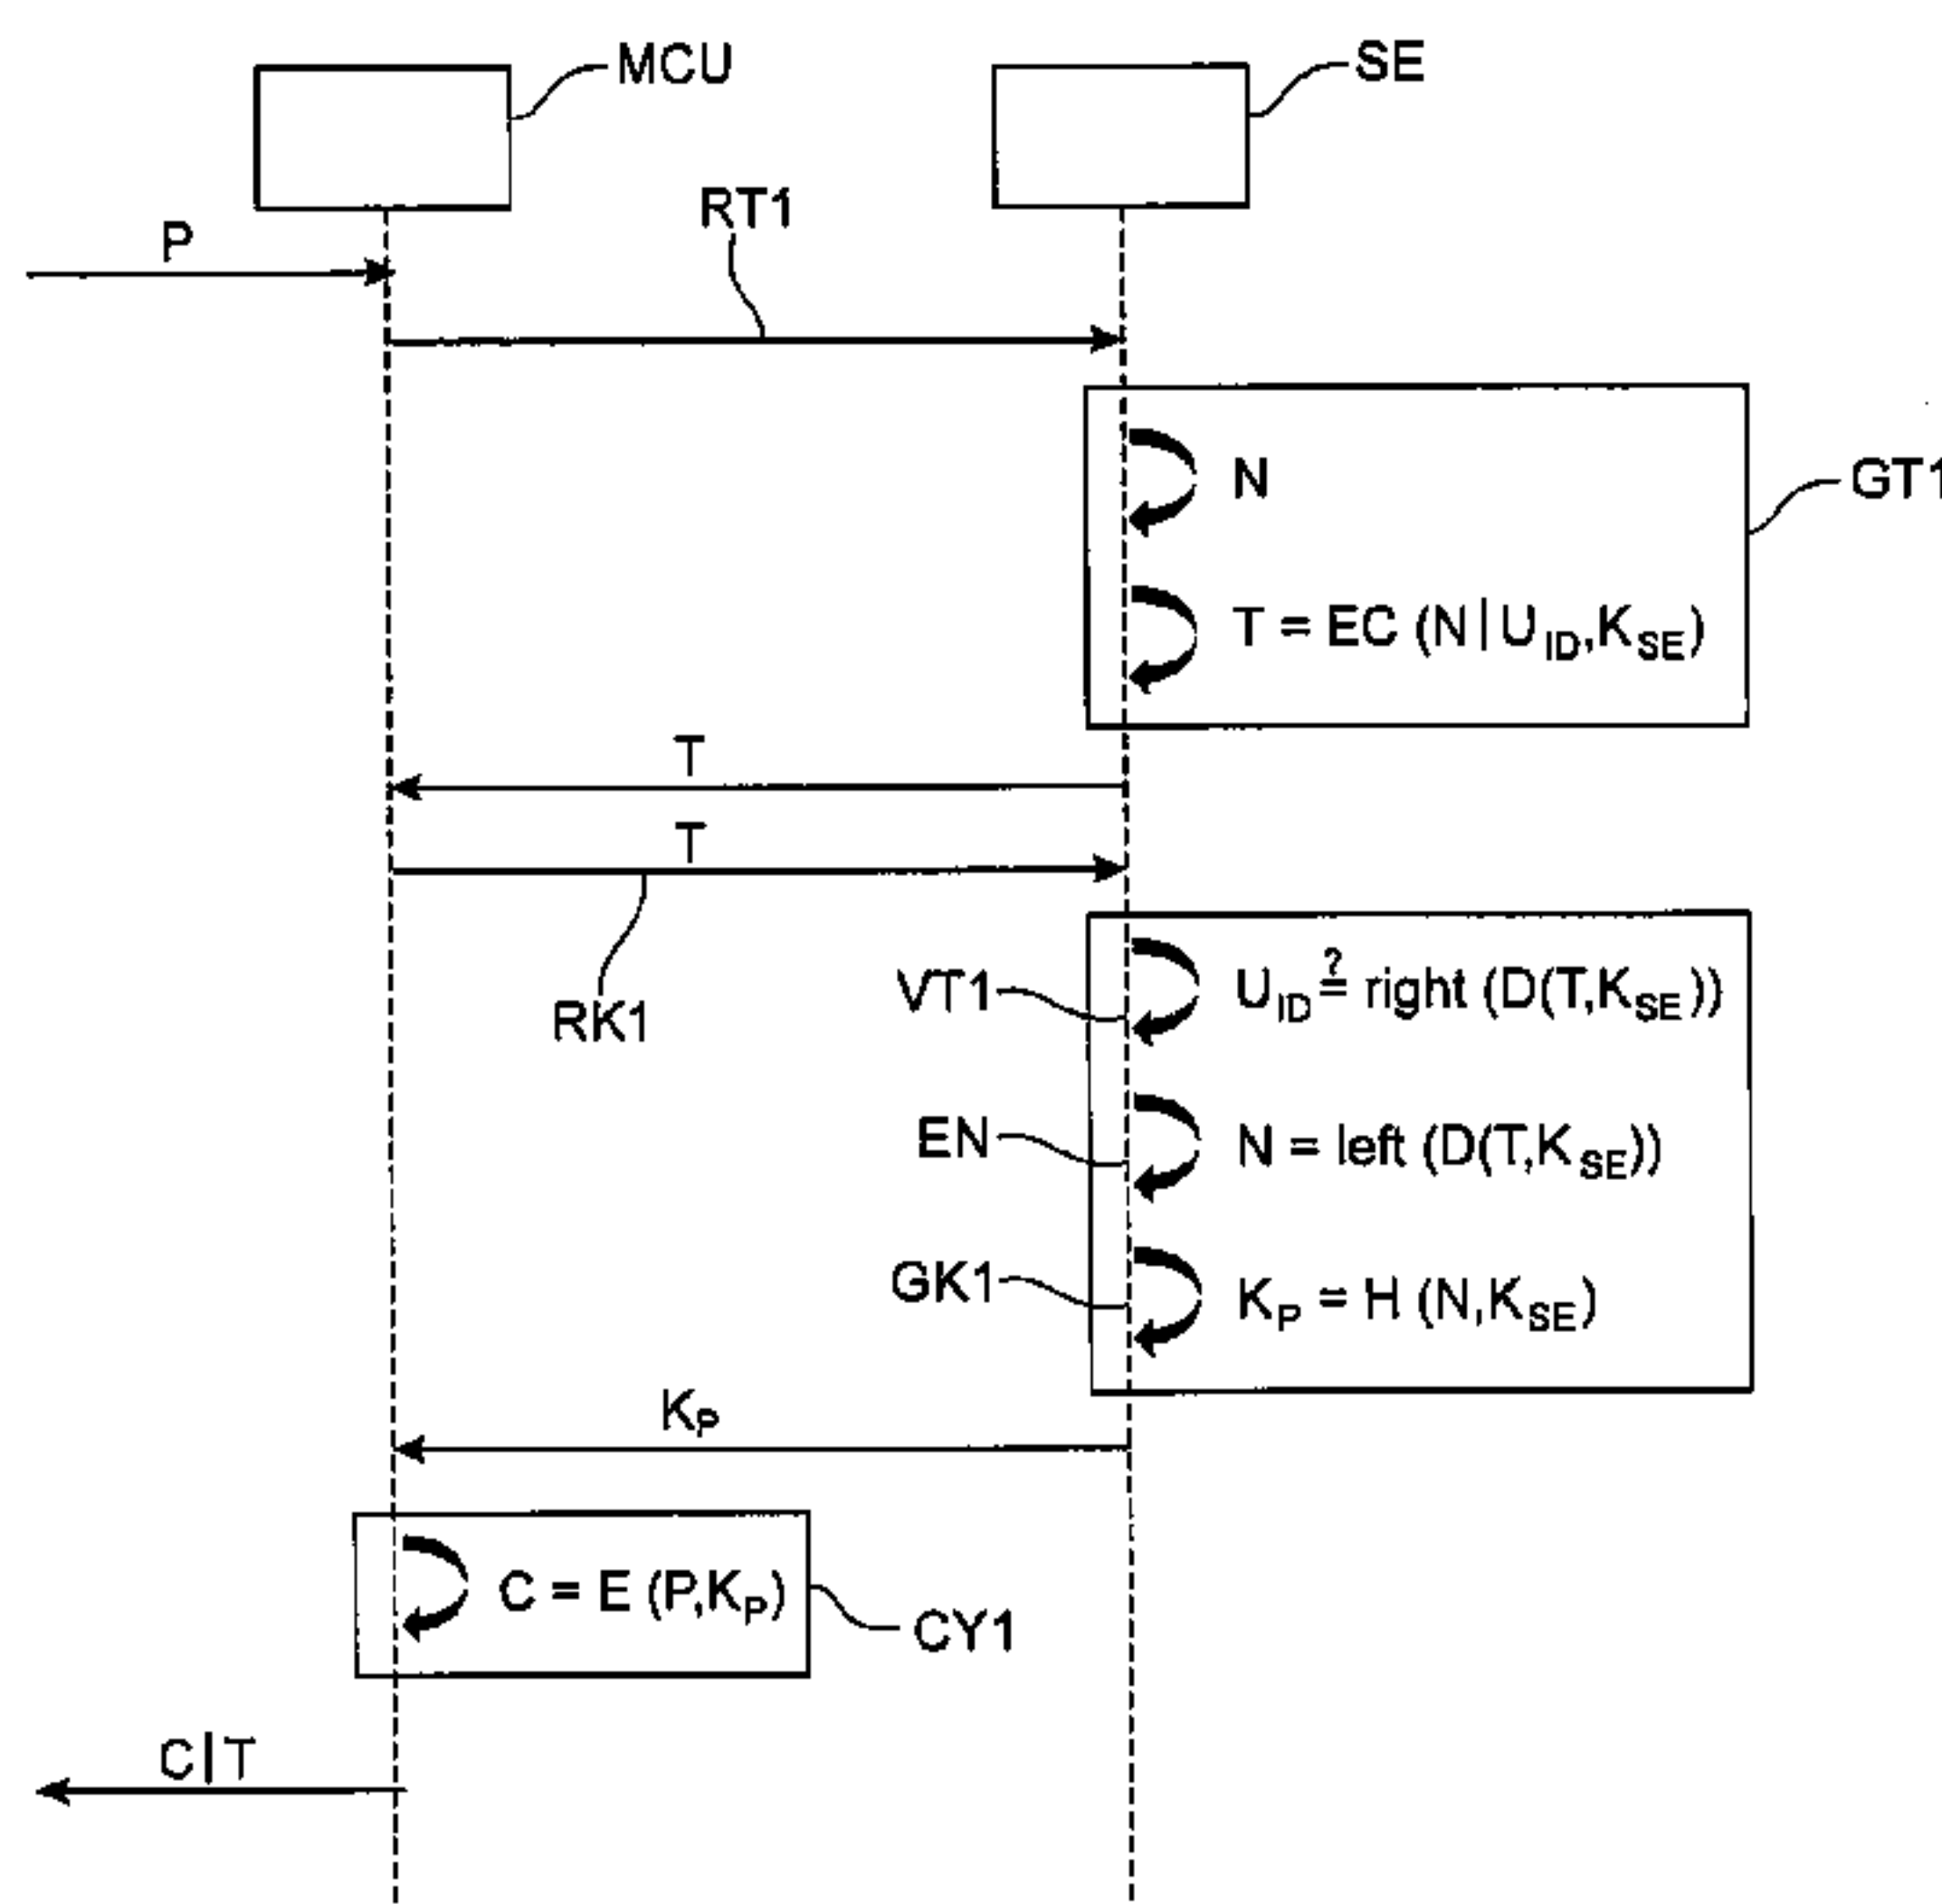 MCU
SE
P
RT1
N
GT1
T = EC (N|U_ID,K_SE)
T
T
RK1
VT1
U_ID ≟ right (D(T,K_SE))
EN
N = left (D(T,K_SE))
GK1
K_P = H (N,K_SE)
K_P
C = E (P,K_P)
CY1
C|T